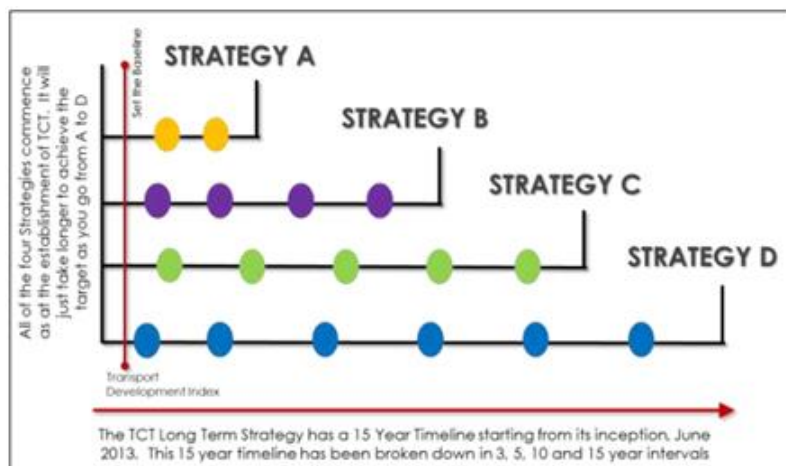 STRATEGY A
STRATEGY B
STRATEGY C
STRATEGY D
All of the four Strategies commence
as at the establishment of TCT. It will
just take longer to achieve the
target as you go from A to D
Set the Baseline
Transport
Development Index
The TCT Long Term Strategy has a 15 Year Timeline starting from its inception, June
2013. This 15 year timeline has been broken down in 3, 5, 10 and 15 year intervals